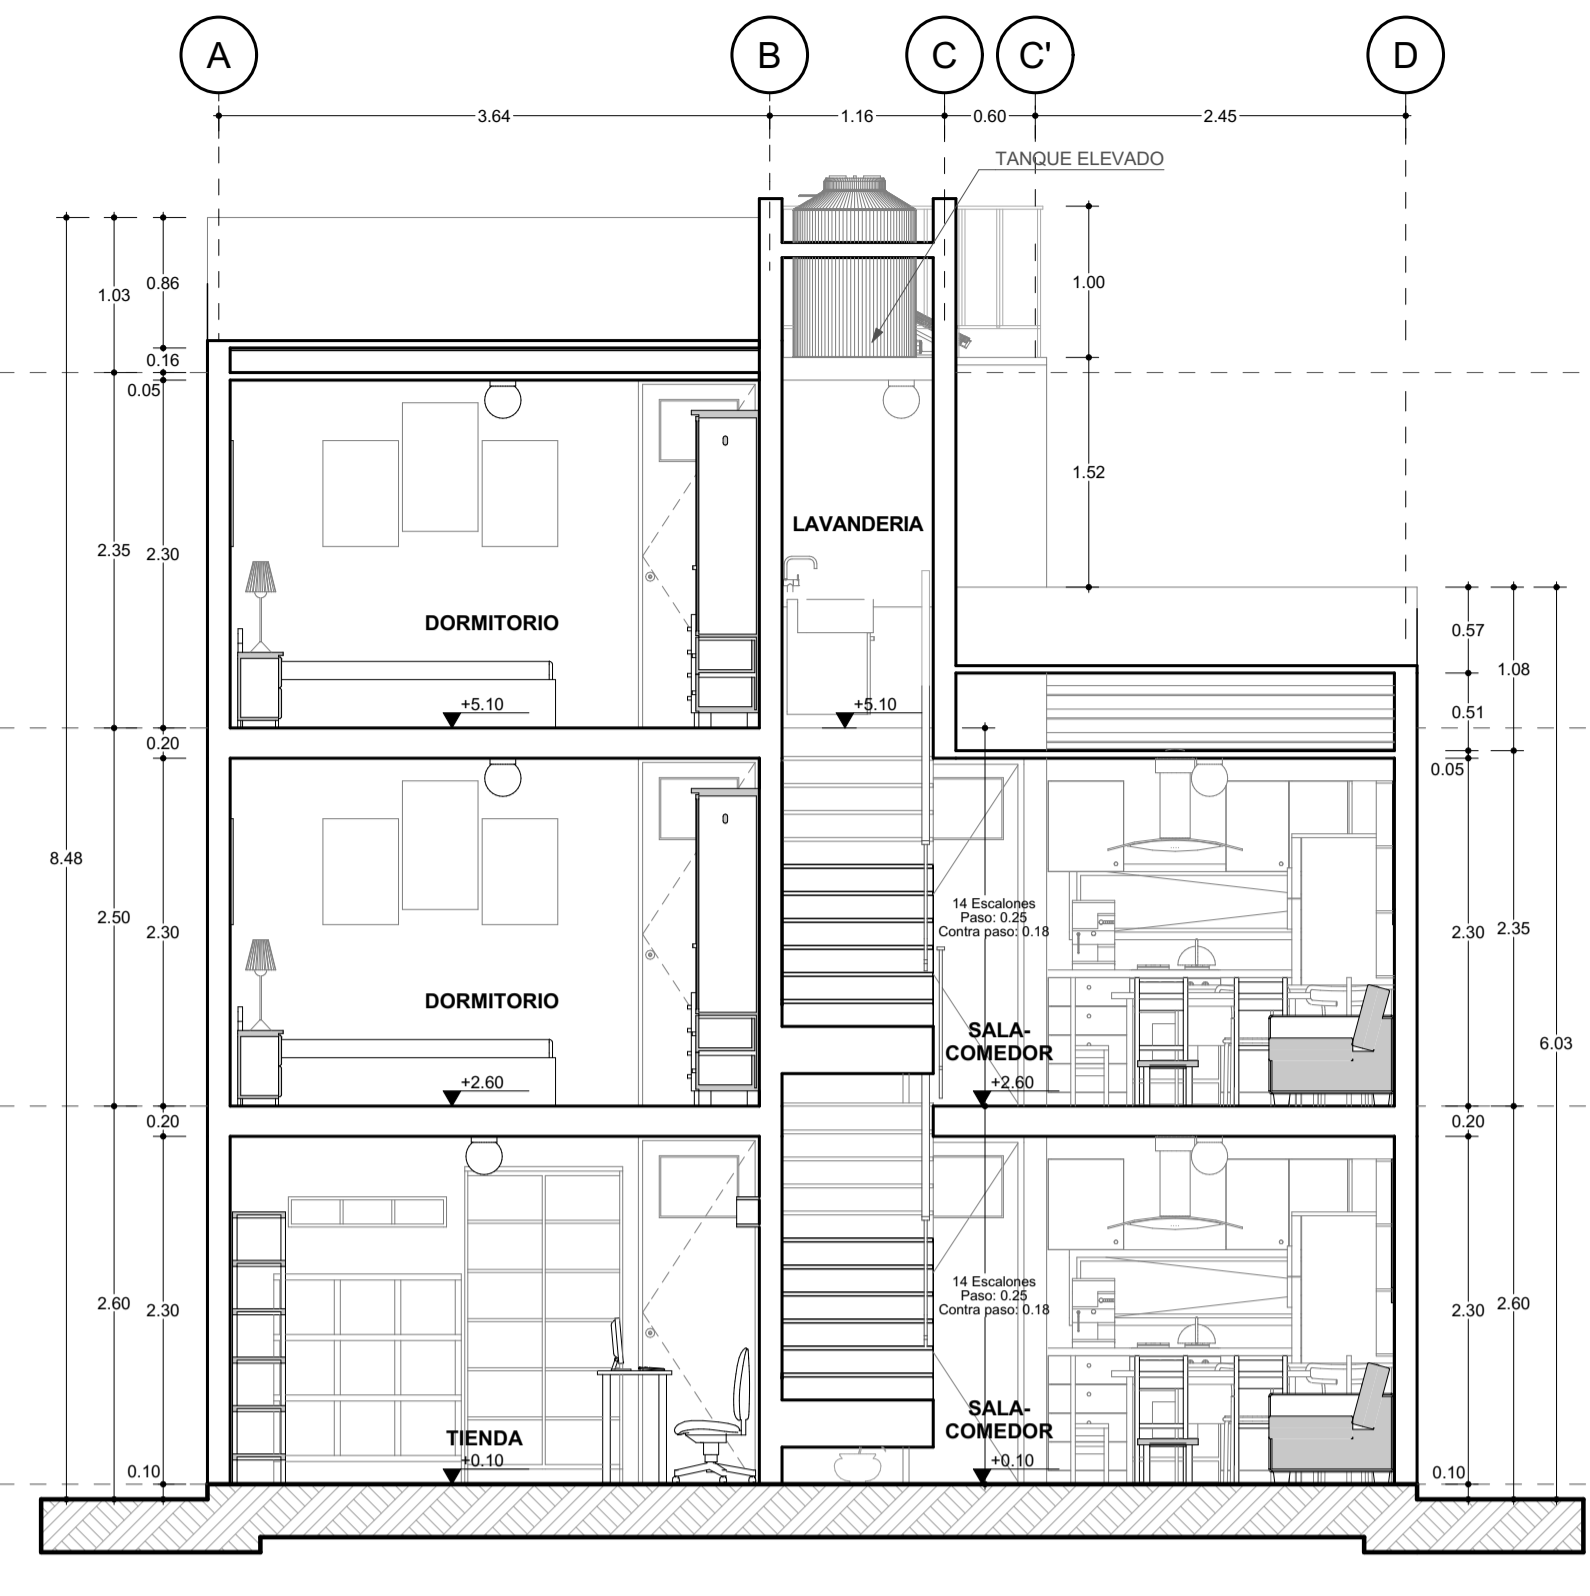 A B C C' D
3.64 1.16 0.60 2.45
TANQUE ELEVADO
0.86
1.03
1.00
0.16
0.05
1.52
LAVANDERIA
2.35 2.30
DORMITORIO
0.57
1.08
+5.10 +5.10
0.51
0.20
0.05
8.48
14 Escalones
Paso: 0.25
Contra paso: 0.18
2.50
2.30
2.30 2.35
DORMITORIO
SALA-
COMEDOR
6.03
+2.60 +2.60
0.20 0.20
14 Escalones
Paso: 0.25
Contra paso: 0.18
2.60 2.30
2.30 2.60
SALA-
COMEDOR
TIENDA
+0.10 +0.10
0.10 0.10